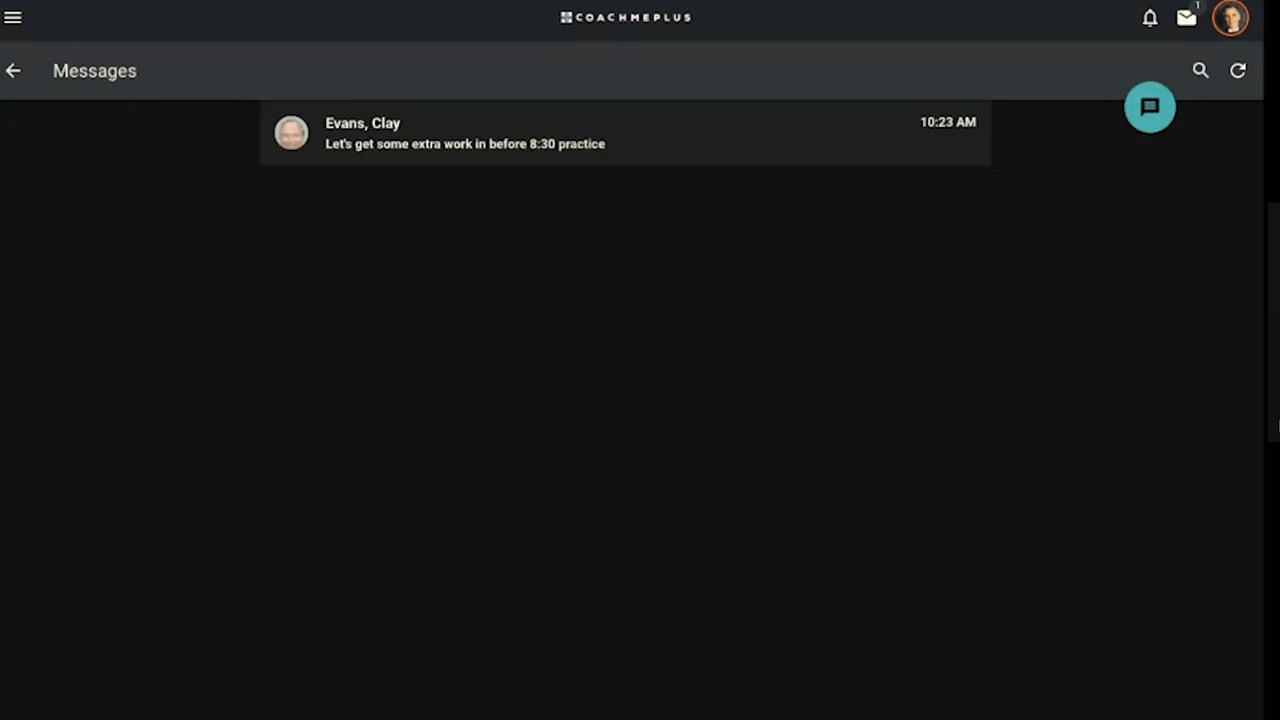 COACHMEPLUS
1
Messages
Evans, Clay
10:23 AM
Let's get some extra work in before 8:30 practice